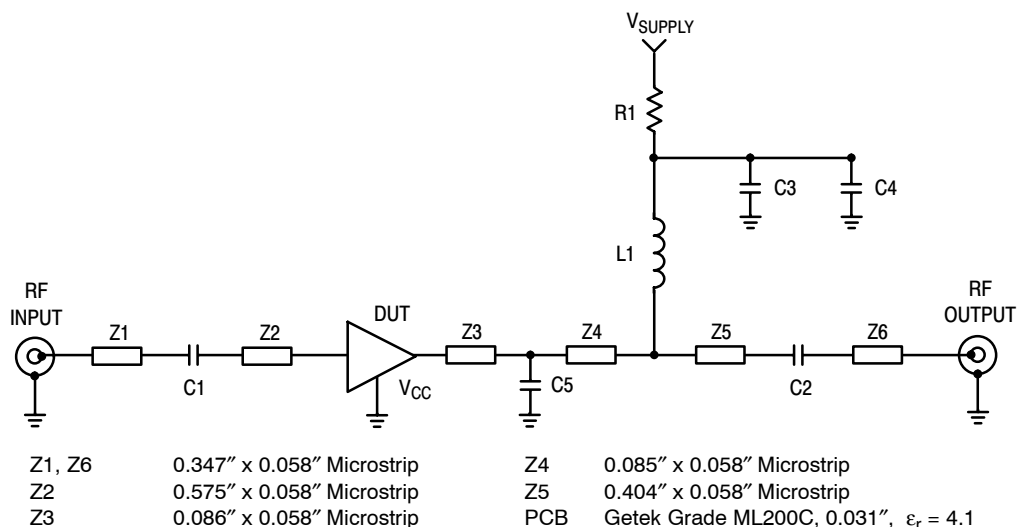 V_SUPPLY
R1
C3
C4
L1
RF
INPUT
RF
OUTPUT
DUT
Z1
Z2
Z3
Z4
Z5
Z6
C1
V_CC
C5
C2
Z1, Z6 0.347″ x 0.058″ Microstrip Z4 0.085″ x 0.058″ Microstrip
Z2 0.575″ x 0.058″ Microstrip Z5 0.404″ x 0.058″ Microstrip
Z3 0.086″ x 0.058″ Microstrip PCB Getek Grade ML200C, 0.031″, ε_r = 4.1